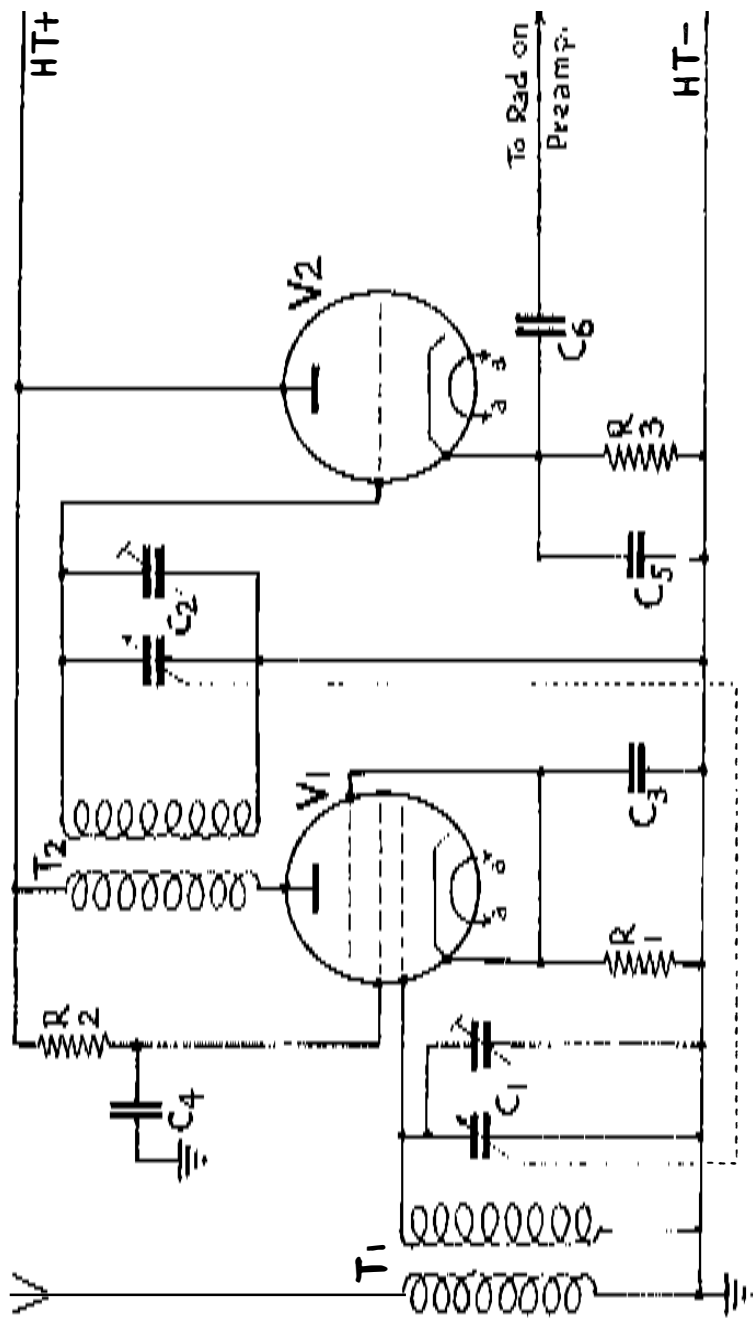 HT+
T2
V1
V2
R2
C4
C2
T1
C1
R1
a a
C3
a a
C5
R3
C6
To Rad on
Preamp.
HT-